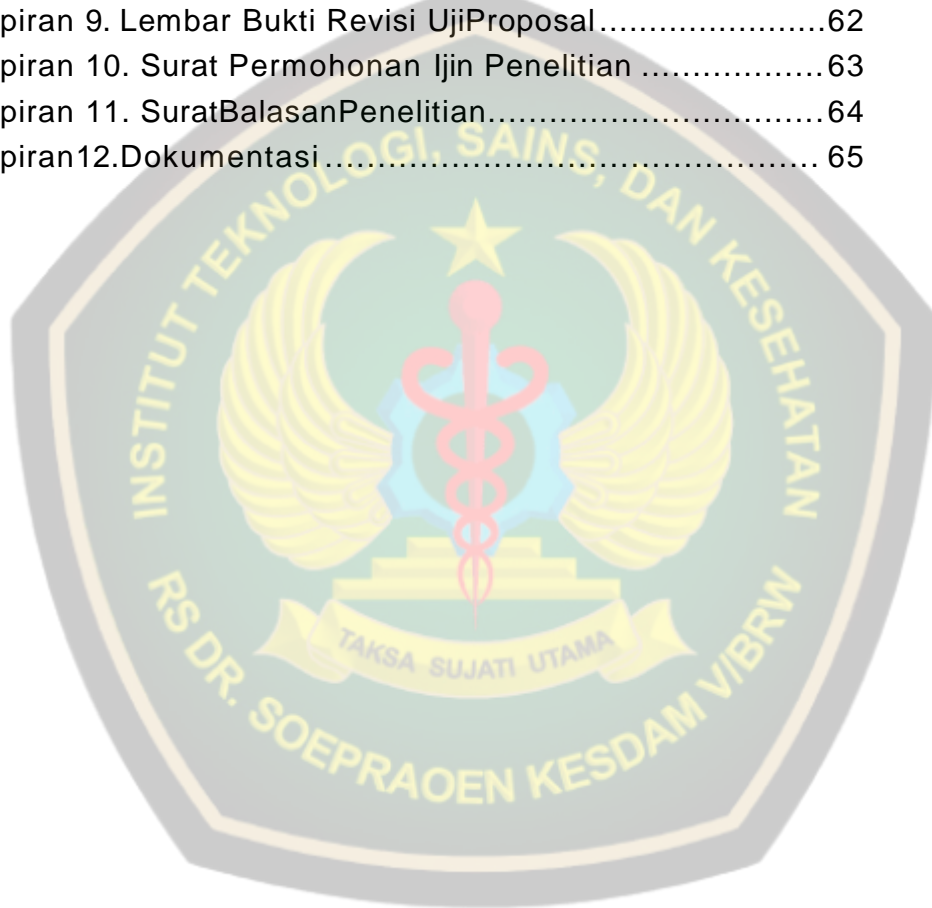 piran 9. Lembar Bukti Revisi UjiProposal.......................62
piran 10. Surat Permohonan Ijin Penelitian ..................63
piran 11. SuratBalasanPenelitian..................................64
piran12.Dokumentasi.................................................. 65
INSTITUT TEKNOLOGI, SAINS, DAN KESEHATAN
TAKSA SUJATI UTAMA
RS DR. SOEPRAOEN KESDAM V/BRW